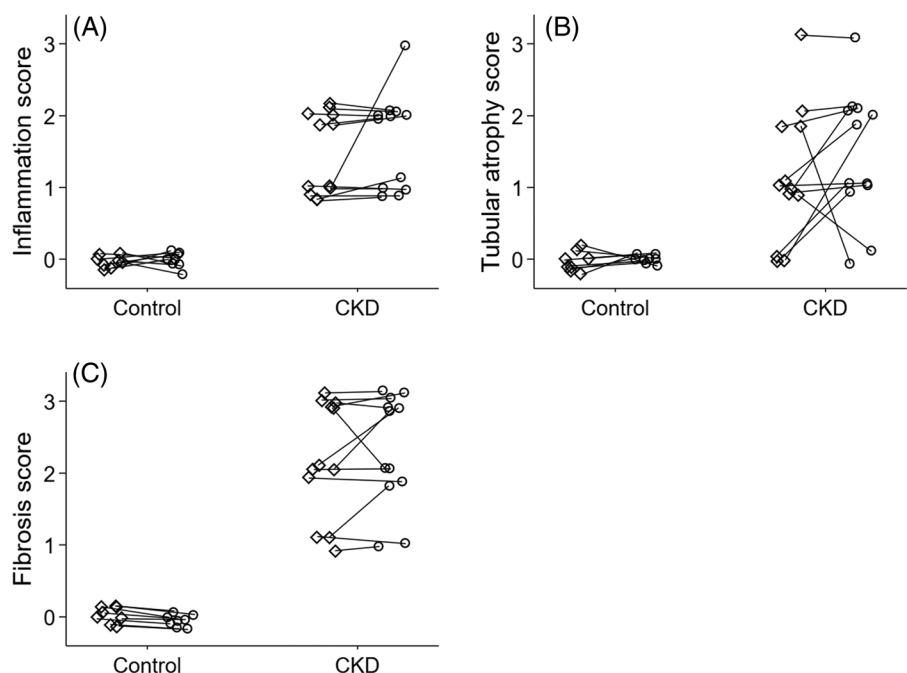 (A)
Inflammation score
3
2
1
0
Control
CKD
(B)
Tubular atrophy score
3
2
1
0
Control
CKD
(C)
Fibrosis score
3
2
1
0
Control
CKD